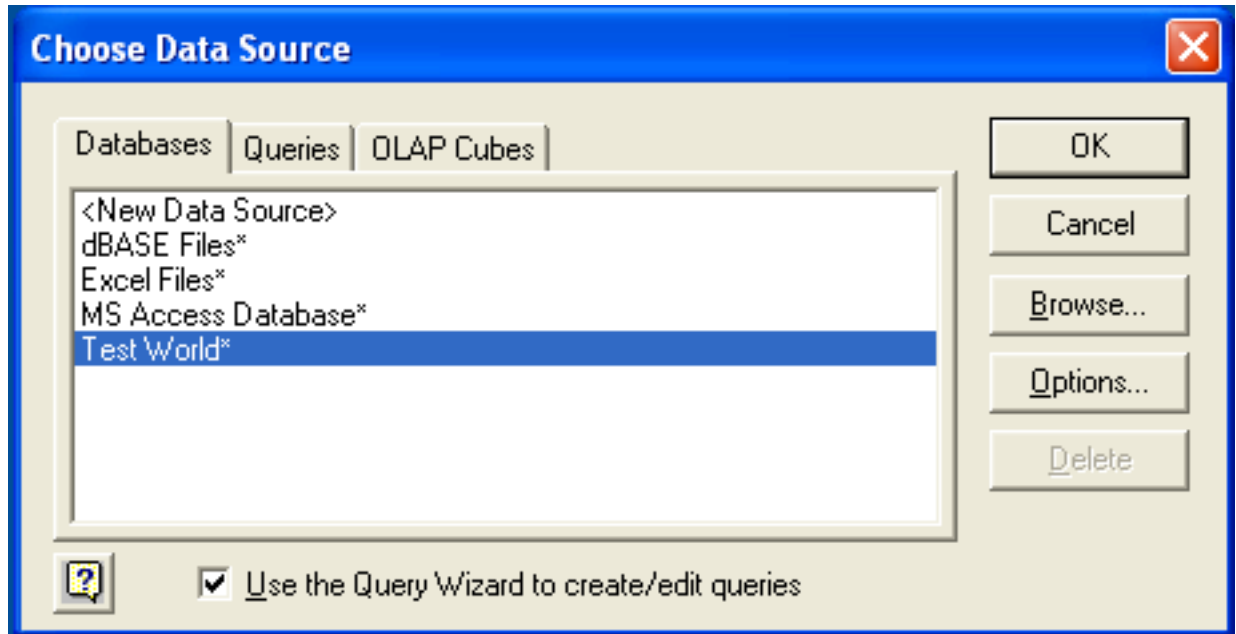 Choose Data Source
Databases Queries OLAP Cubes
<New Data Source>
dBASE Files*
Excel Files*
MS Access Database*
Test World*
OK
Cancel
Browse...
Options...
Delete
?
Use the Query Wizard to create/edit queries